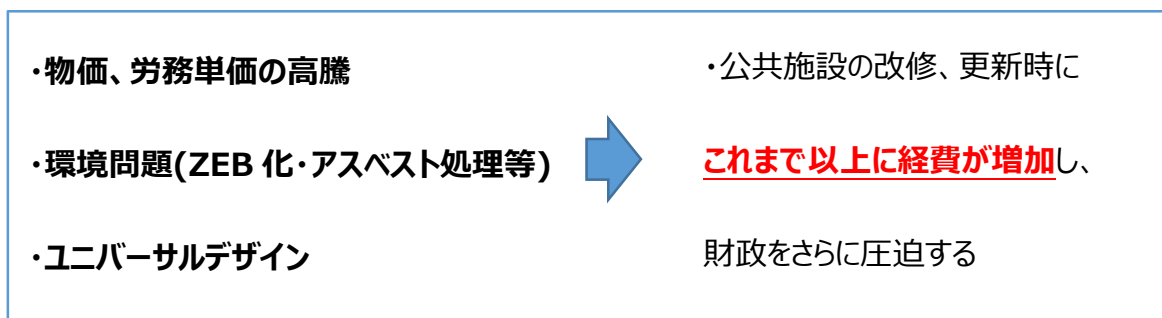 ・物価、労務単価の高騰
・環境問題(ZEB 化・アスベスト処理等)
・ユニバーサルデザイン
・公共施設の改修、更新時に
これまで以上に経費が増加し、
財政をさらに圧迫する